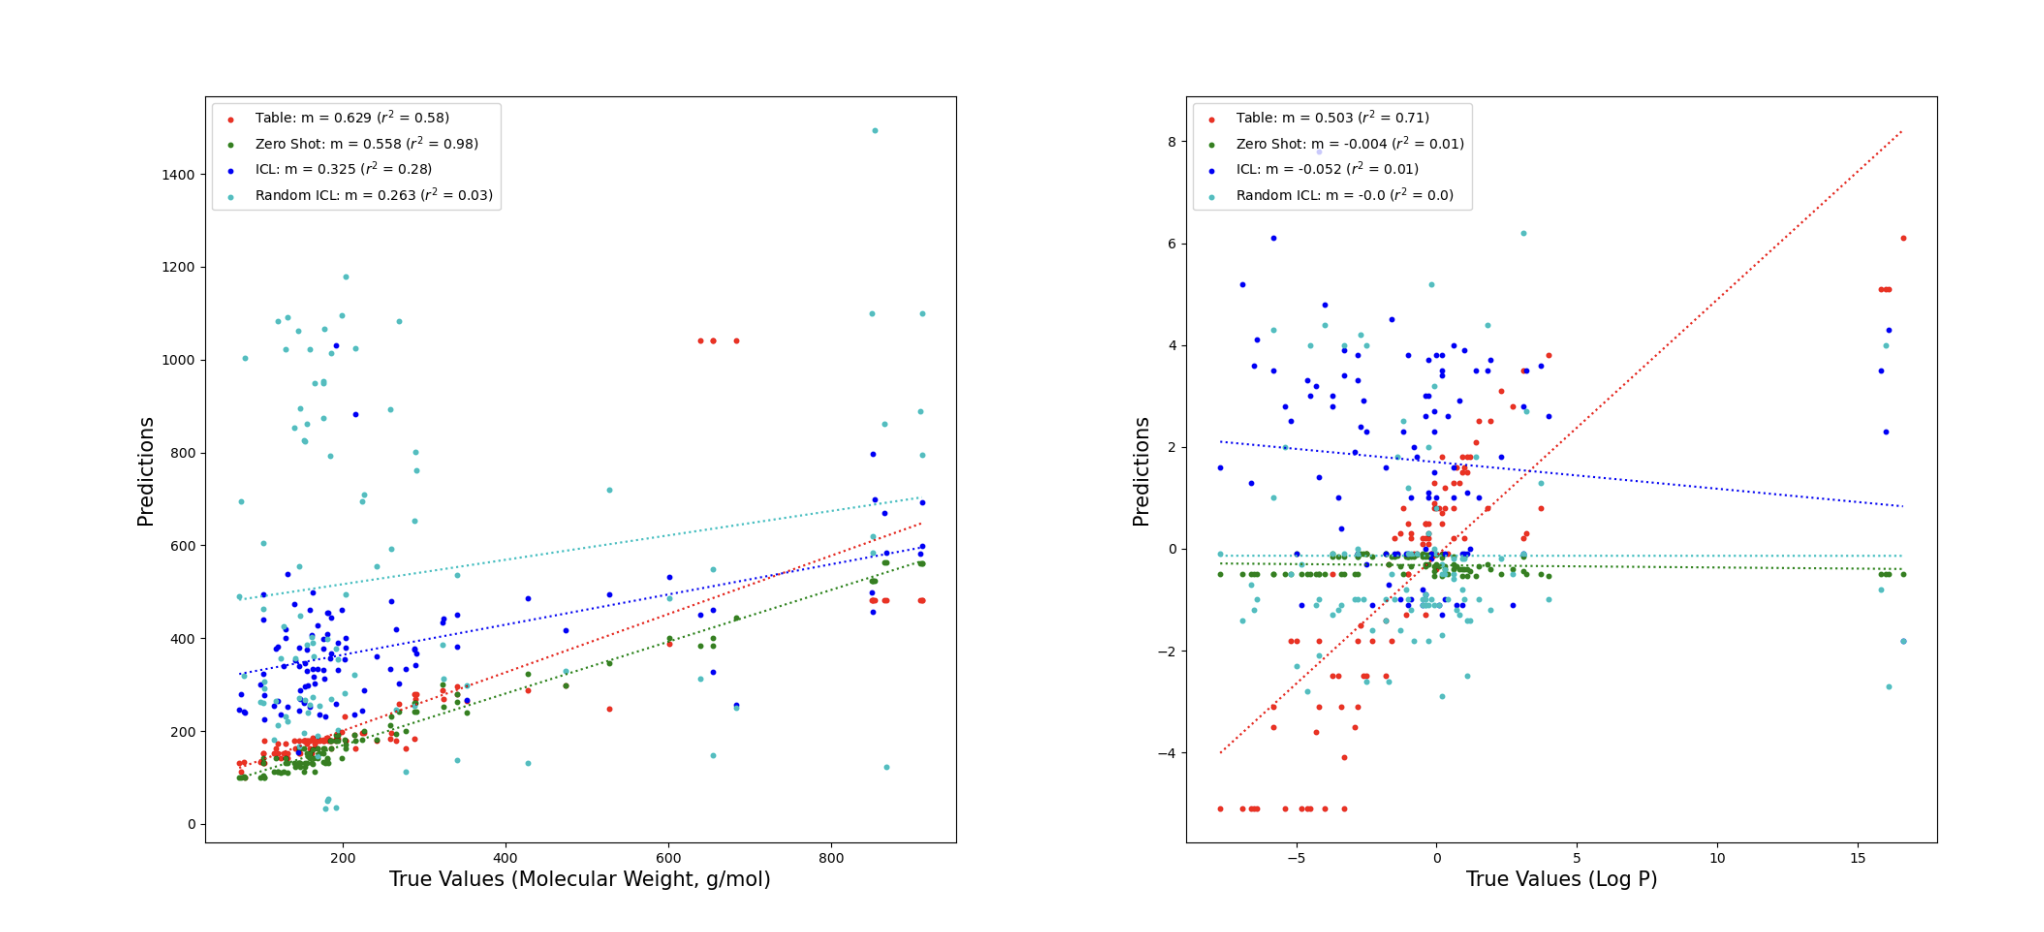 Table: m = 0.629 (r² = 0.58)
Zero Shot: m = 0.558 (r² = 0.98)
ICL: m = 0.325 (r² = 0.28)
Random ICL: m = 0.263 (r² = 0.03)
1400
1200
1000
800
600
400
200
0
Predictions
200 400 600 800
True Values (Molecular Weight, g/mol)
Table: m = 0.503 (r² = 0.71)
Zero Shot: m = -0.004 (r² = 0.01)
ICL: m = -0.052 (r² = 0.01)
Random ICL: m = -0.0 (r² = 0.0)
8
6
4
2
0
−2
−4
Predictions
−5 0 5 10 15
True Values (Log P)